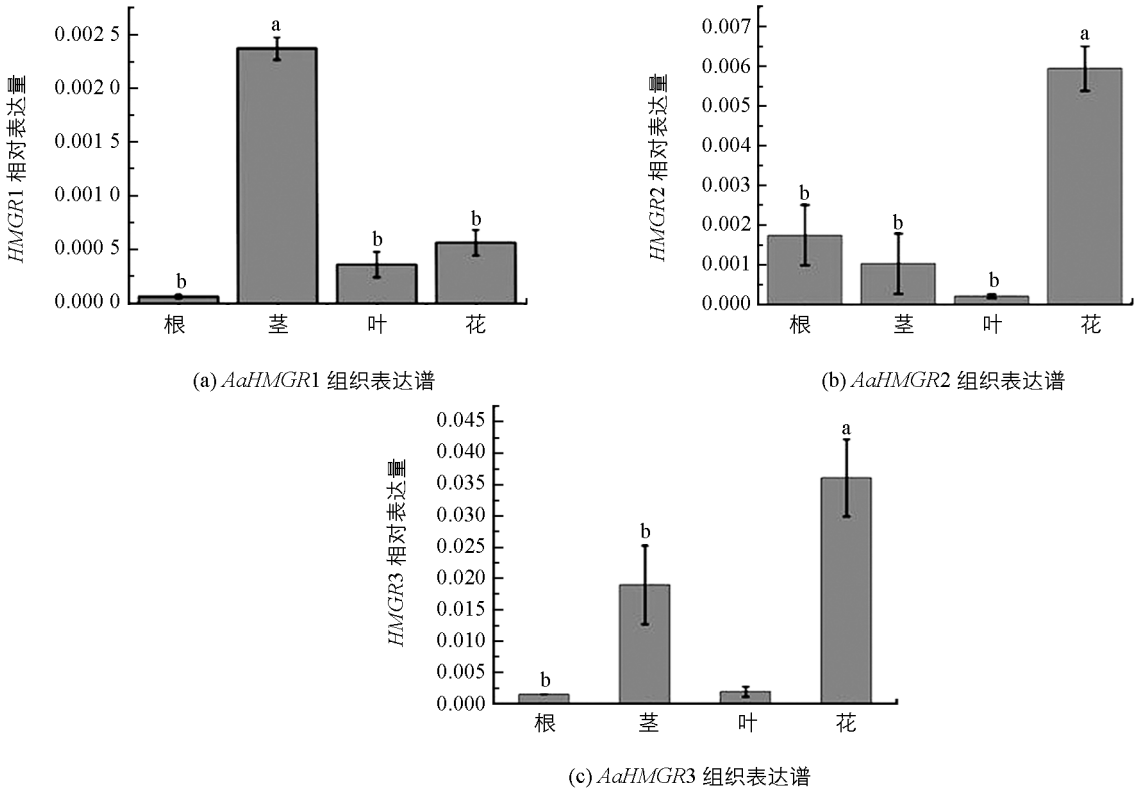 a
0.002 5
0.002 0
0.001 5
0.001 0
0.000 5
0.000 0
HMGR1 相对表达量
b
b
b
根 茎 叶 花
(a) AaHMGR1 组织表达谱
0.007
0.006
0.005
0.004
0.003
0.002
0.001
0.000
HMGR2 相对表达量
a
b
b
b
根 茎 叶 花
(b) AaHMGR2 组织表达谱
0.045
0.040
0.035
0.030
0.025
0.020
0.015
0.010
0.005
0.000
HMGR3 相对表达量
a
b
b
根 茎 叶 花
(c) AaHMGR3 组织表达谱